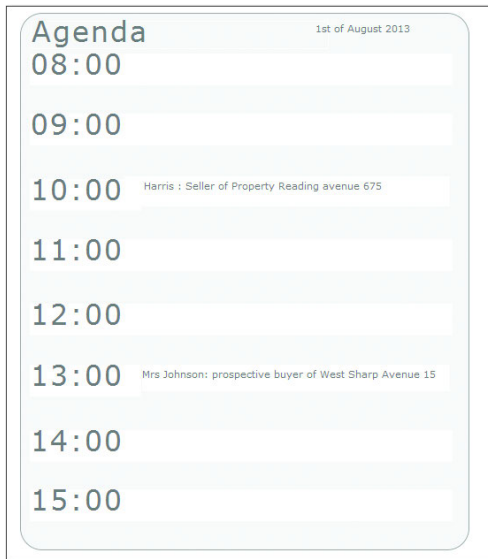 Agenda 1st of August 2013
08:00
09:00
10:00 Harris : Seller of Property Reading avenue 675
11:00
12:00
13:00 Mrs Johnson: prospective buyer of West Sharp Avenue 15
14:00
15:00